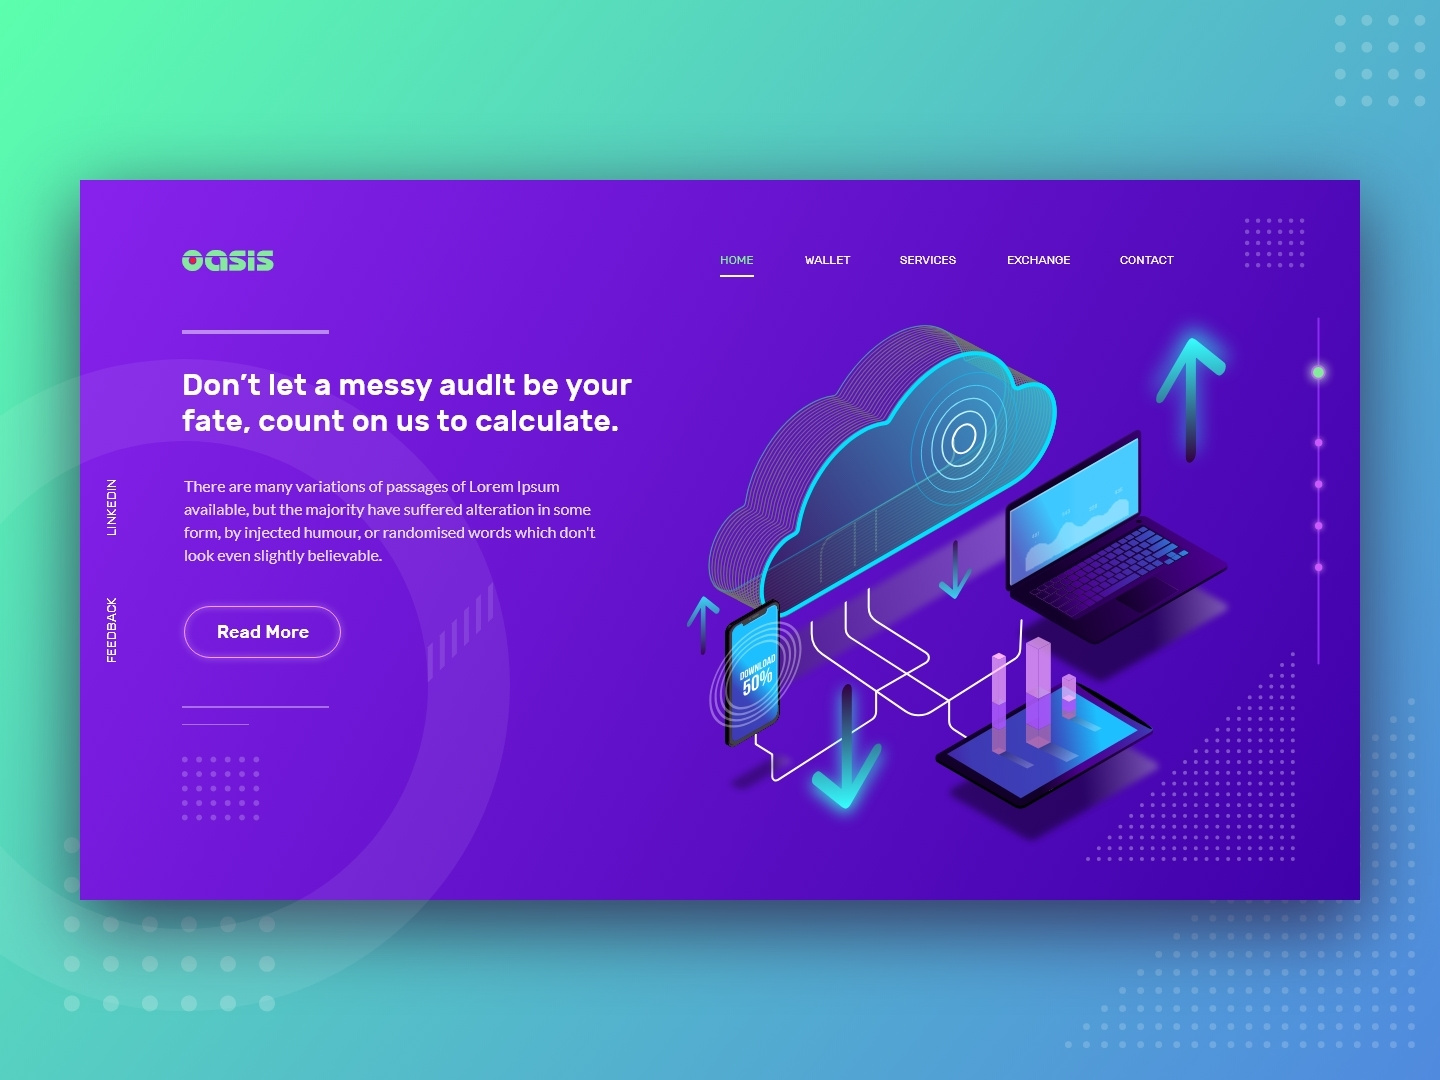 oasis
HOME WALLET SERVICES EXCHANGE CONTACT
Don't let a messy audit be your
fate, count on us to calculate.
There are many variations of passages of Lorem Ipsum
available, but the majority have suffered alteration in some
form, by injected humour, or randomised words which don't
look even slightly believable.
Read More
LINKEDIN
FEEDBACK
DOWNLOAD
50%